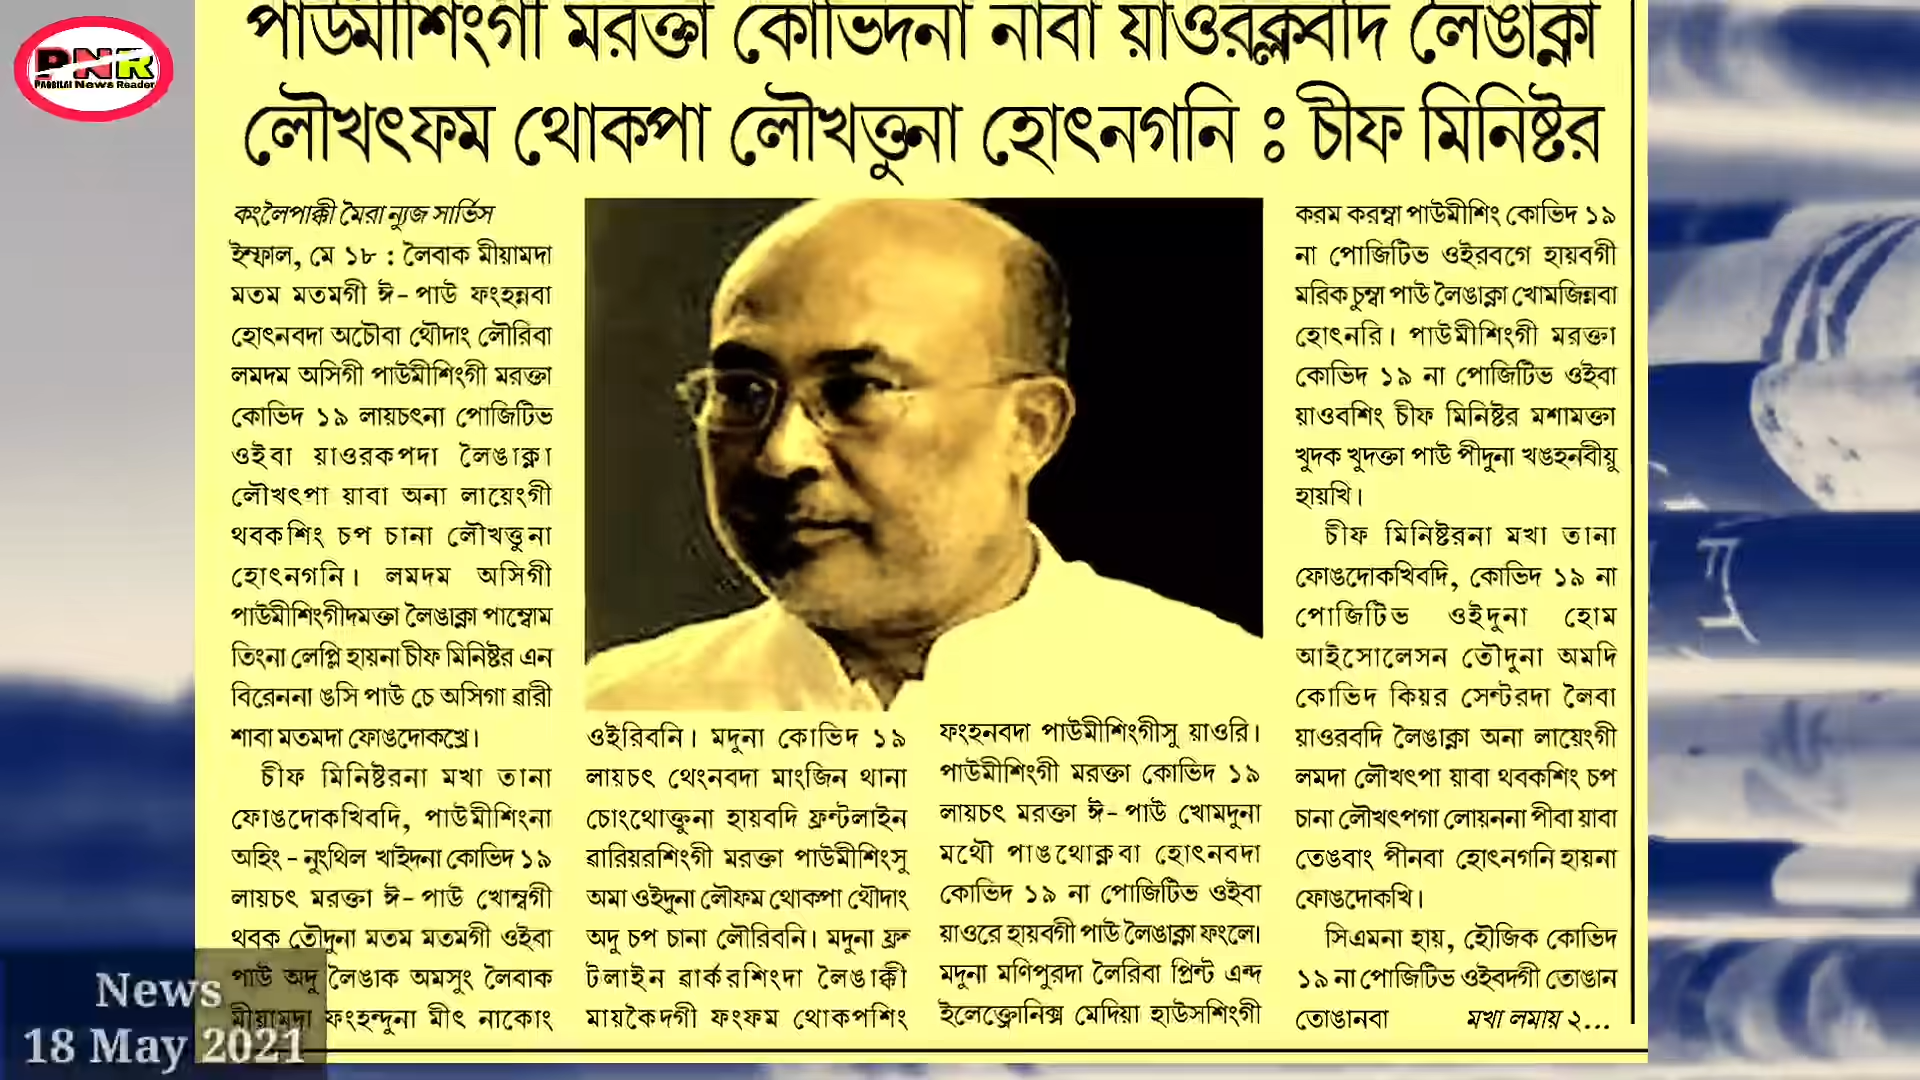 PNR
PAOBILGI News Reader
পাউমীশিংগী মরক্তা কোভিদনা নাবা য়াওরক্লবদি লৈঙাক্না
লৌখৎফম থোকপা লৌখত্তুনা হোৎনগনি ঃ চীফ মিনিষ্টর
কংলৈপাক্কী মৈরা ন্যুজ সার্ভিস
ইম্ফাল, মে ১৮ : লৈবাক মীয়ামদা
মতম মতমগী ঈ-পাউ ফংহন্নবা
হোৎনবদা অচৌবা থৌদাং লৌরিবা
লমদম অসিগী পাউমীশিংগী মরক্তা
কোভিদ ১৯ লায়চৎনা পোজিটিভ
ওইবা য়াওরকপদা লৈঙাক্না
লৌখৎপা য়াবা অনা লায়েংগী
থবকশিং চপ চানা লৌখত্তুনা
হোৎনগনি। লমদম অসিগী
পাউমীশিংগীদমক্তা লৈঙাক্না পাম্বোম
তিংনা লেপ্লি হায়না চীফ মিনিষ্টর এন
বিরেননা ঙসি পাউ চে অসিগা ৱারী
শাবা মতমদা ফোঙদোকখ্রে।
চীফ মিনিষ্টরনা মখা তানা
ফোঙদোকখিবদি, পাউমীশিংনা
অহিং - নুংথিল খাইদনা কোভিদ ১৯
লায়চৎ মরক্তা ঈ-পাউ খোম্বগী
থবক তৌদুনা মতম মতমগী ওইবা
পাউ অদু লৈঙাক অমসুং লৈবাক
মীয়ামদা ফংহন্দুনা মীৎ নাকোং
ওইরিবনি। মদুনা কোভিদ ১৯
লায়চৎ থেংনবদা মাংজিন থানা
চোংথোক্তুনা হায়বদি ফ্রন্টলাইন
ৱারিয়রশিংগী মরক্তা পাউমীশিংসু
অমা ওইদুনা লৌফম থোকপা থৌদাং
অদু চপ চানা লৌরিবনি। মদুনা ফ্রন
টলাইন ৱার্করশিংদা লৈঙাক্কী
মায়কৈদগী ফংফম থোকপশিং
ফংহনবদা পাউমীশিংগীসু য়াওরি।
পাউমীশিংগী মরক্তা কোভিদ ১৯
লায়চৎ মরক্তা ঈ-পাউ খোমদুনা
মথৌ পাঙথোক্লবা হোৎনবদা
কোভিদ ১৯ না পোজিটিভ ওইবা
য়াওরে হায়বগী পাউ লৈঙাক্না ফংলে।
মদুনা মণিপুরদা লৈরিবা প্রিন্ট এন্দ
ইলেক্ত্রোনিক্স মেদিয়া হাউসশিংগী
করম করম্বা পাউমীশিং কোভিদ ১৯
না পোজিটিভ ওইরবগে হায়বগী
মরিক চুম্বা পাউ লৈঙাক্না খোমজিন্নবা
হোৎনরি। পাউমীশিংগী মরক্তা
কোভিদ ১৯ না পোজিটিভ ওইবা
য়াওবশিং চীফ মিনিষ্টর মশামক্তা
খুদক খুদক্তা পাউ পীদুনা খঙহনবীয়ু
হায়খি।
চীফ মিনিষ্টরনা মখা তানা
ফোঙদোকখিবদি, কোভিদ ১৯ না
পোজিটিভ ওইদুনা হোম
আইসোলেসন তৌদুনা অমদি
কোভিদ কিয়র সেন্টরদা লৈবা
য়াওরবদি লৈঙাক্না অনা লায়েংগী
লমদা লৌখৎপা য়াবা থবকশিং চপ
চানা লৌখৎপগা লোয়ননা পীবা য়াবা
তেঙবাং পীনবা হোৎনগনি হায়না
ফোঙদোকখি।
সিএমনা হায়, হৌজিক কোভিদ
১৯ না পোজিটিভ ওইবদগী তোঙান
তোঙানবা মখা লমায় ২...
News
18 May 2021